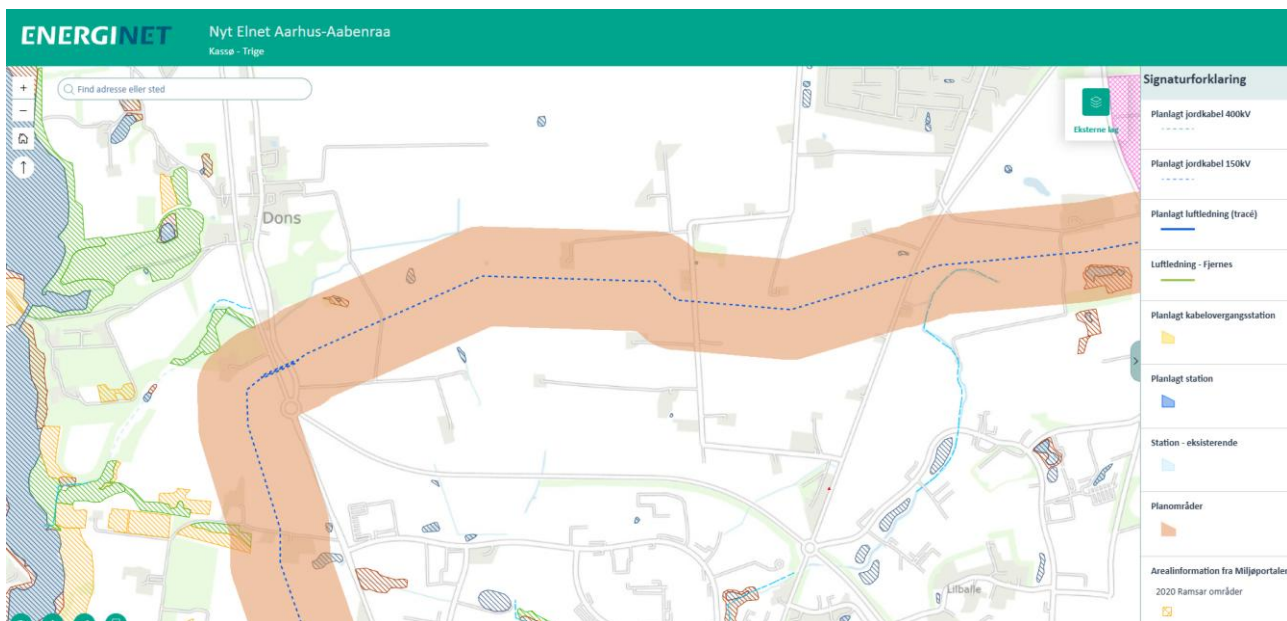 ENERGINET
Nyt Elnet Aarhus-Aabenraa
Kassø - Trige
+
Find adresse eller sted
−
Eksterne lag
Dons
Lilballe
Signaturforklaring
Planlagt jordkabel 400kV
Planlagt jordkabel 150kV
Planlagt luftledning (tracé)
Luftledning - Fjernes
Planlagt kabelovergangsstation
Planlagt station
Station - eksisterende
Planområder
Arealinformation fra Miljøportalen
2020 Ramsar områder